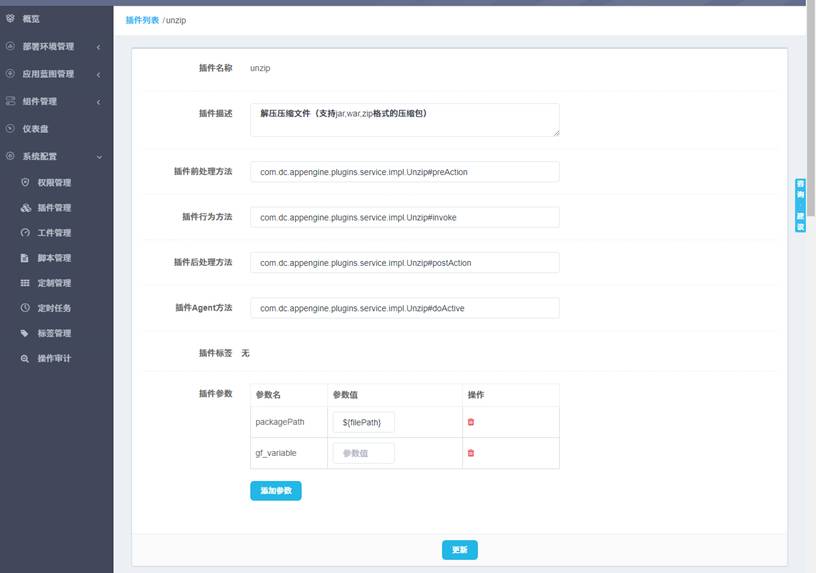 概览
部署环境管理
应用蓝图管理
组件管理
仪表盘
系统配置
权限管理
插件管理
工件管理
脚本管理
定制管理
定时任务
标签管理
操作审计
插件列表 /unzip
插件名称 unzip
插件描述 解压压缩文件（支持jar,war,zip格式的压缩包）
插件前处理方法 com.dc.appengine.plugins.service.impl.Unzip#preAction
插件行为方法 com.dc.appengine.plugins.service.impl.Unzip#invoke
插件后处理方法 com.dc.appengine.plugins.service.impl.Unzip#postAction
插件Agent方法 com.dc.appengine.plugins.service.impl.Unzip#doActive
插件标签 无
插件参数 参数名 参数值 操作
packagePath ${filePath}
gf_variable 参数值
添加参数
更新
咨询·建议